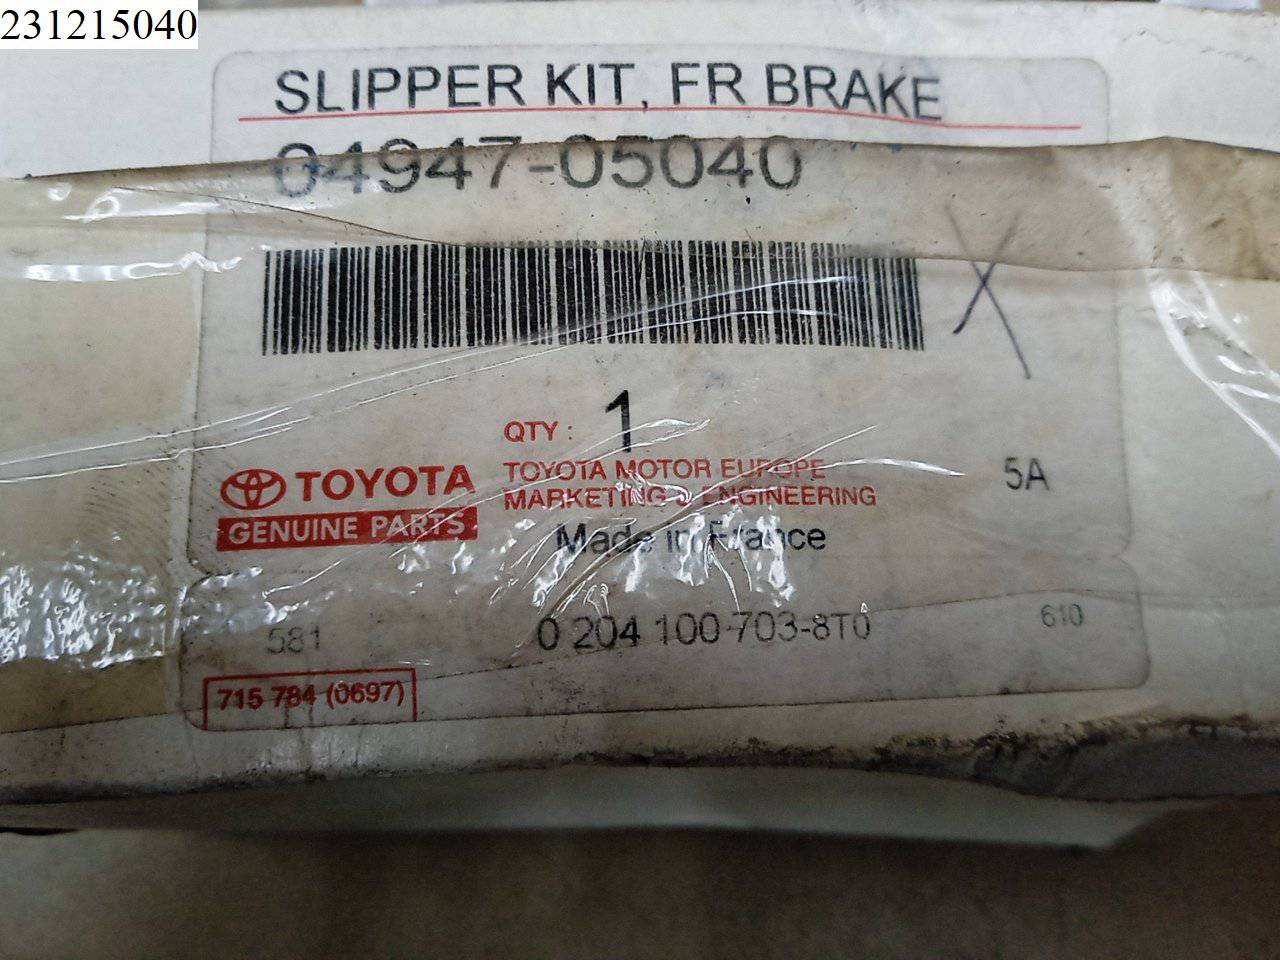 231215040
SLIPPER KIT, FR BRAKE
04947-05040
X
QTY : 1
TOYOTA
GENUINE PARTS
TOYOTA MOTOR EUROPE
MARKETING & ENGINEERING
5A
Made in France
581
0 204 100 703-8T0
610
715 784 (0697)